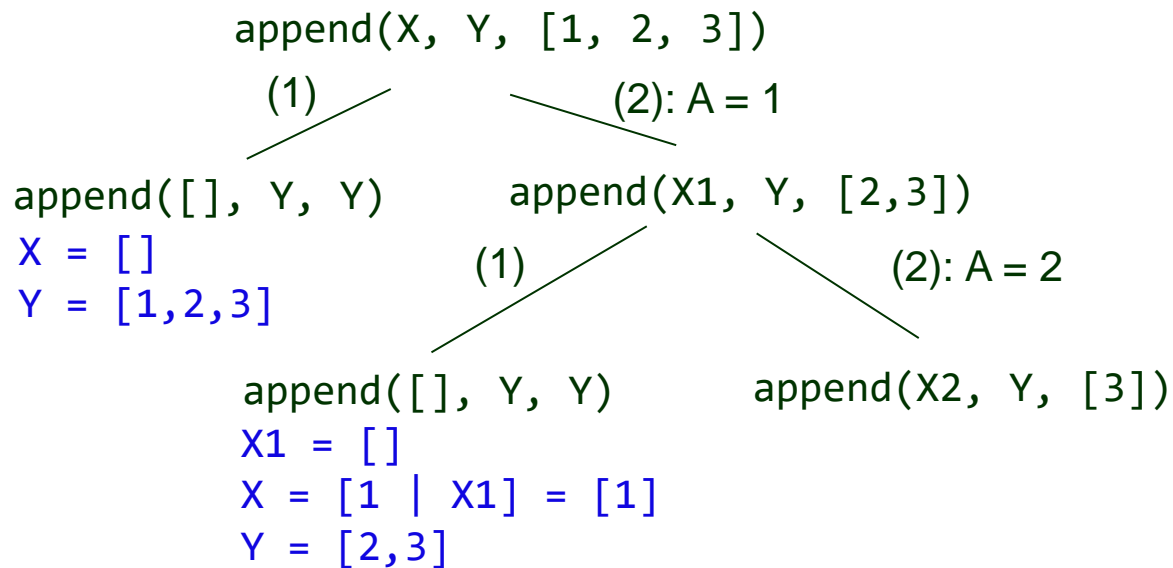 append(X, Y, [1, 2, 3])
(1)
(2): A = 1
append([], Y, Y)
X = []
Y = [1,2,3]
append(X1, Y, [2,3])
(1)
(2): A = 2
append([], Y, Y)
X1 = []
X = [1 | X1] = [1]
Y = [2,3]
append(X2, Y, [3])